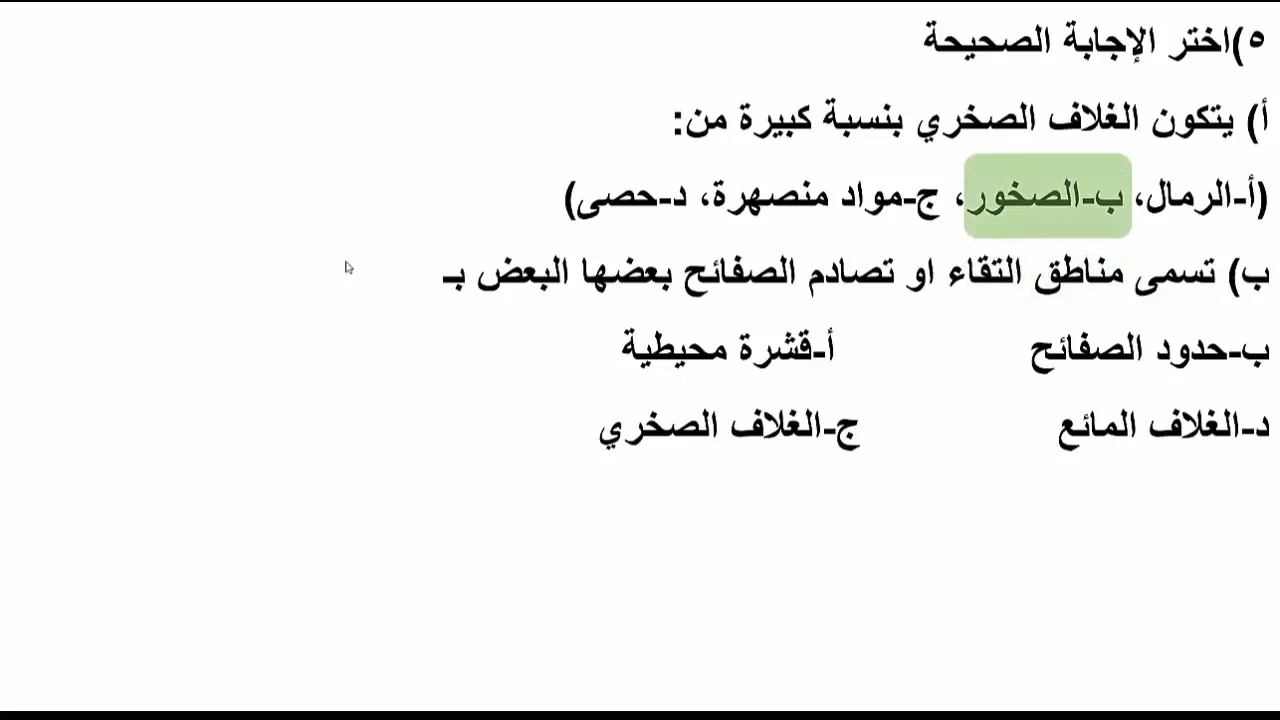 ٥)اختر الإجابة الصحيحة
أ) يتكون الغلاف الصخري بنسبة كبيرة من:
(أ-الرمال، ب-الصخور، ج-مواد منصهرة، د-حصى)
ب) تسمى مناطق التقاء او تصادم الصفائح بعضها البعض بـ
ب-حدود الصفائح أ-قشرة محيطية
د-الغلاف المائع ج-الغلاف الصخري